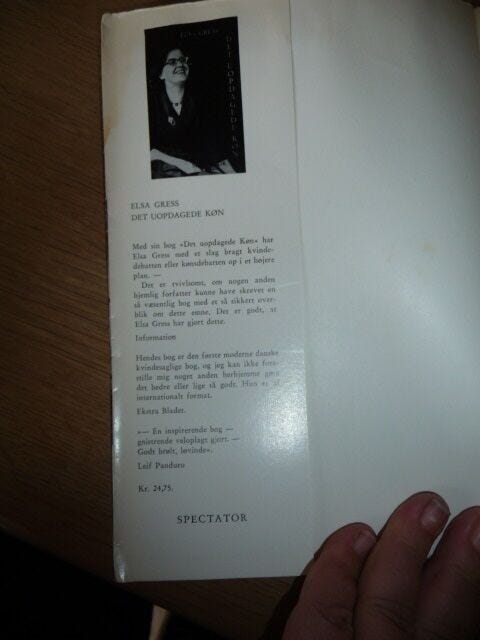 ELSA GRESS
DET UOPDAGEDE KØN
ELSA GRESS
DET UOPDAGEDE KØN
Med sin bog »Det uopdagede Køn« har
Elsa Gress med et slag bragt kvinde-
debatten eller kønsdebatten op i et højere
plan. —
Det er tvivlsomt, om nogen anden
hjemlig forfatter kunne have skrevet en
så væsentlig bog med et så sikkert over-
blik om dette emne. Det er godt, at
Elsa Gress har gjort dette.
Information
Hendes bog er den første moderne danske
kvindesaglige bog, og jeg kan ikke fore-
stille mig noget anden herhjemme gøre
det bedre eller lige så godt. Hun er af
internationalt format.
Ekstra Bladet.
»— En inspirerende bog —
gnistrende veloplagt gjort. —
Godt brølt, løvinde«.
Leif Panduro
Kr. 24,75.
SPECTATOR